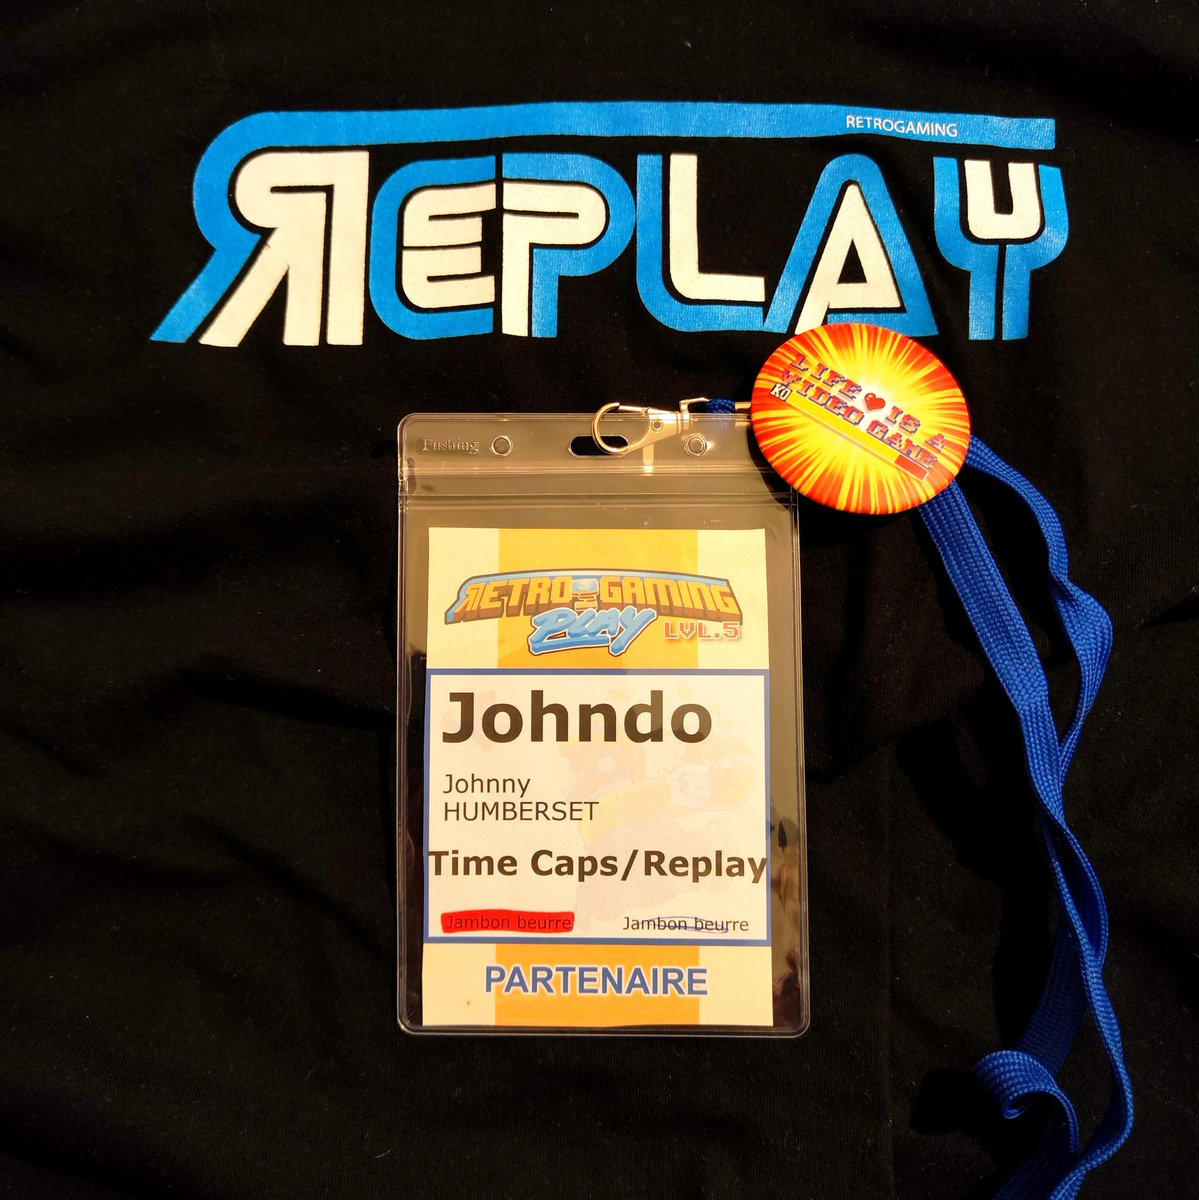 RETROGAMING
REPLAY
LIFE IS A
VIDEO GAME
KO
Pushing
RETRO GAMING
PLAY LVL.5
Johndo
Johnny
HUMBERSET
Time Caps/Replay
Jambon beurre Jambon beurre
PARTENAIRE